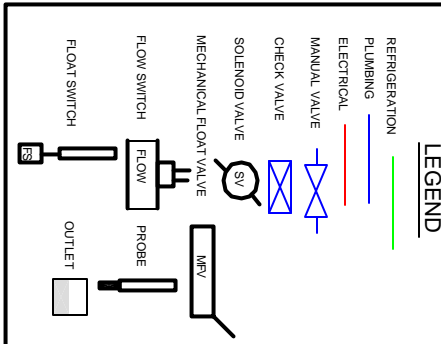 LEGEND
REFRIGERATION
PLUMBING
ELECTRICAL
MANUAL VALVE
CHECK VALVE
SOLENOID VALVE
SV
MECHANICAL FLOAT VALVE
MFV
FLOW SWITCH
FLOW
PROBE
FLOAT SWITCH
FS
OUTLET